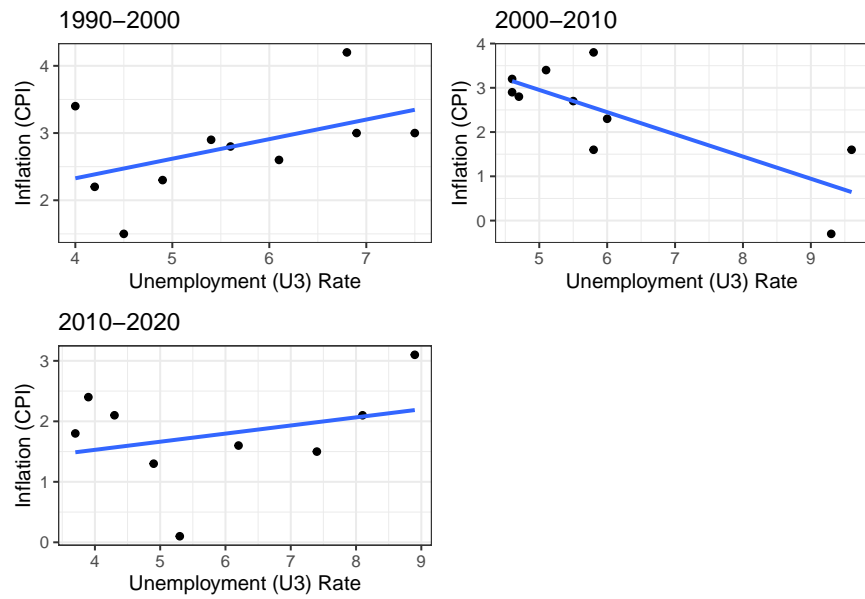 1990−2000
4
3
2
Inflation (CPI)
4 5 6 7
Unemployment (U3) Rate
2000−2010
4
3
2
1
0
Inflation (CPI)
5 6 7 8 9
Unemployment (U3) Rate
2010−2020
3
2
1
0
Inflation (CPI)
4 5 6 7 8 9
Unemployment (U3) Rate